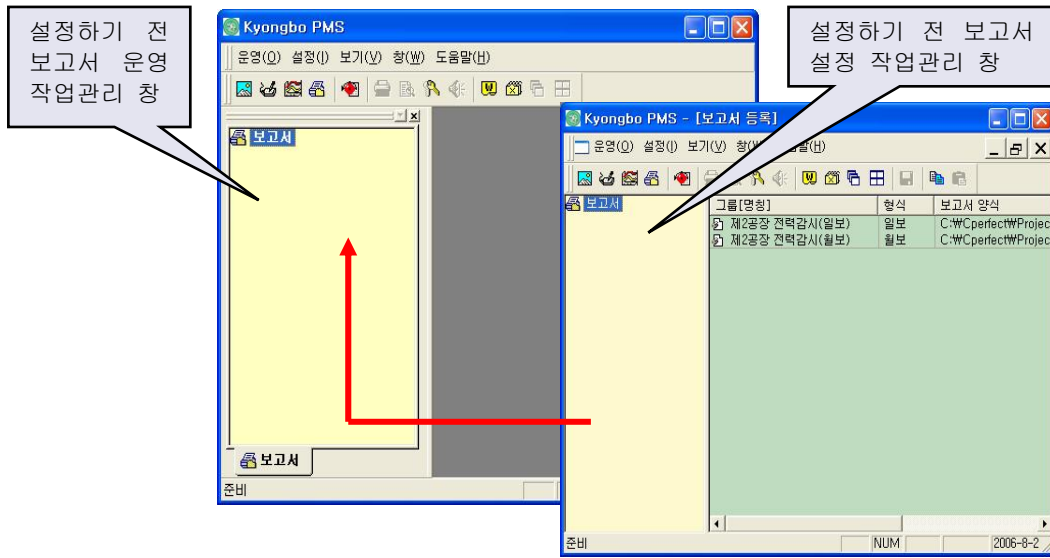 설정하기 전
보고서 운영
작업관리 창
설정하기 전 보고서
설정 작업관리 창
Kyongbo PMS
운영(O) 설정(I) 보기(V) 창(W) 도움말(H)
보고서
보고서
준비
Kyongbo PMS - [보고서 등록]
운영(O) 설정(I) 보기(V) 말(H)
보고서
그룹[명칭] 형식 보고서 양식
제2공장 전력감시(일보) 일보 C:₩Cperfect₩Projec
제2공장 전력감시(월보) 월보 C:₩Cperfect₩Projec
준비 NUM 2006-8-2